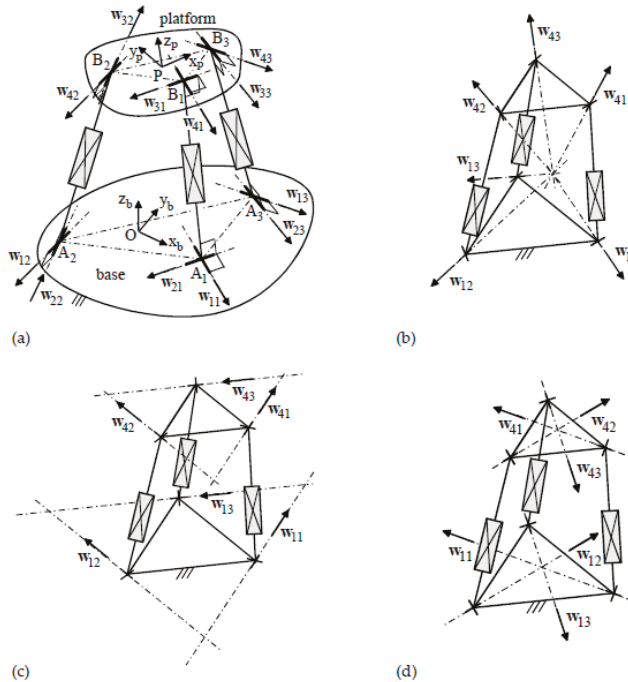 w32
platform
B3
zp
yp
xp
w43
B2
P
w42
w31
B1
w33
w41
zb
yb
w13
A3
O
xb
w23
A2
w12
base
w21
A1
w22
w11
(a)
w43
w42
w41
w13
w12
w
(b)
w43
w42
w41
w13
w11
w12
(c)
w41
w42
w43
w11
w12
w13
(d)